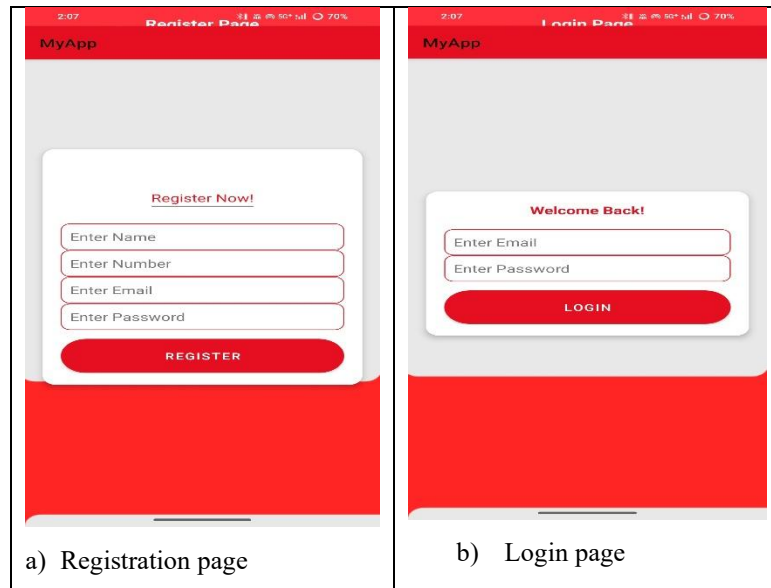 2:07
70%
Register Page
MyApp
Register Now!
Enter Name
Enter Number
Enter Email
Enter Password
REGISTER
a) Registration page
2:07
70%
Login Page
MyApp
Welcome Back!
Enter Email
Enter Password
LOGIN
b) Login page